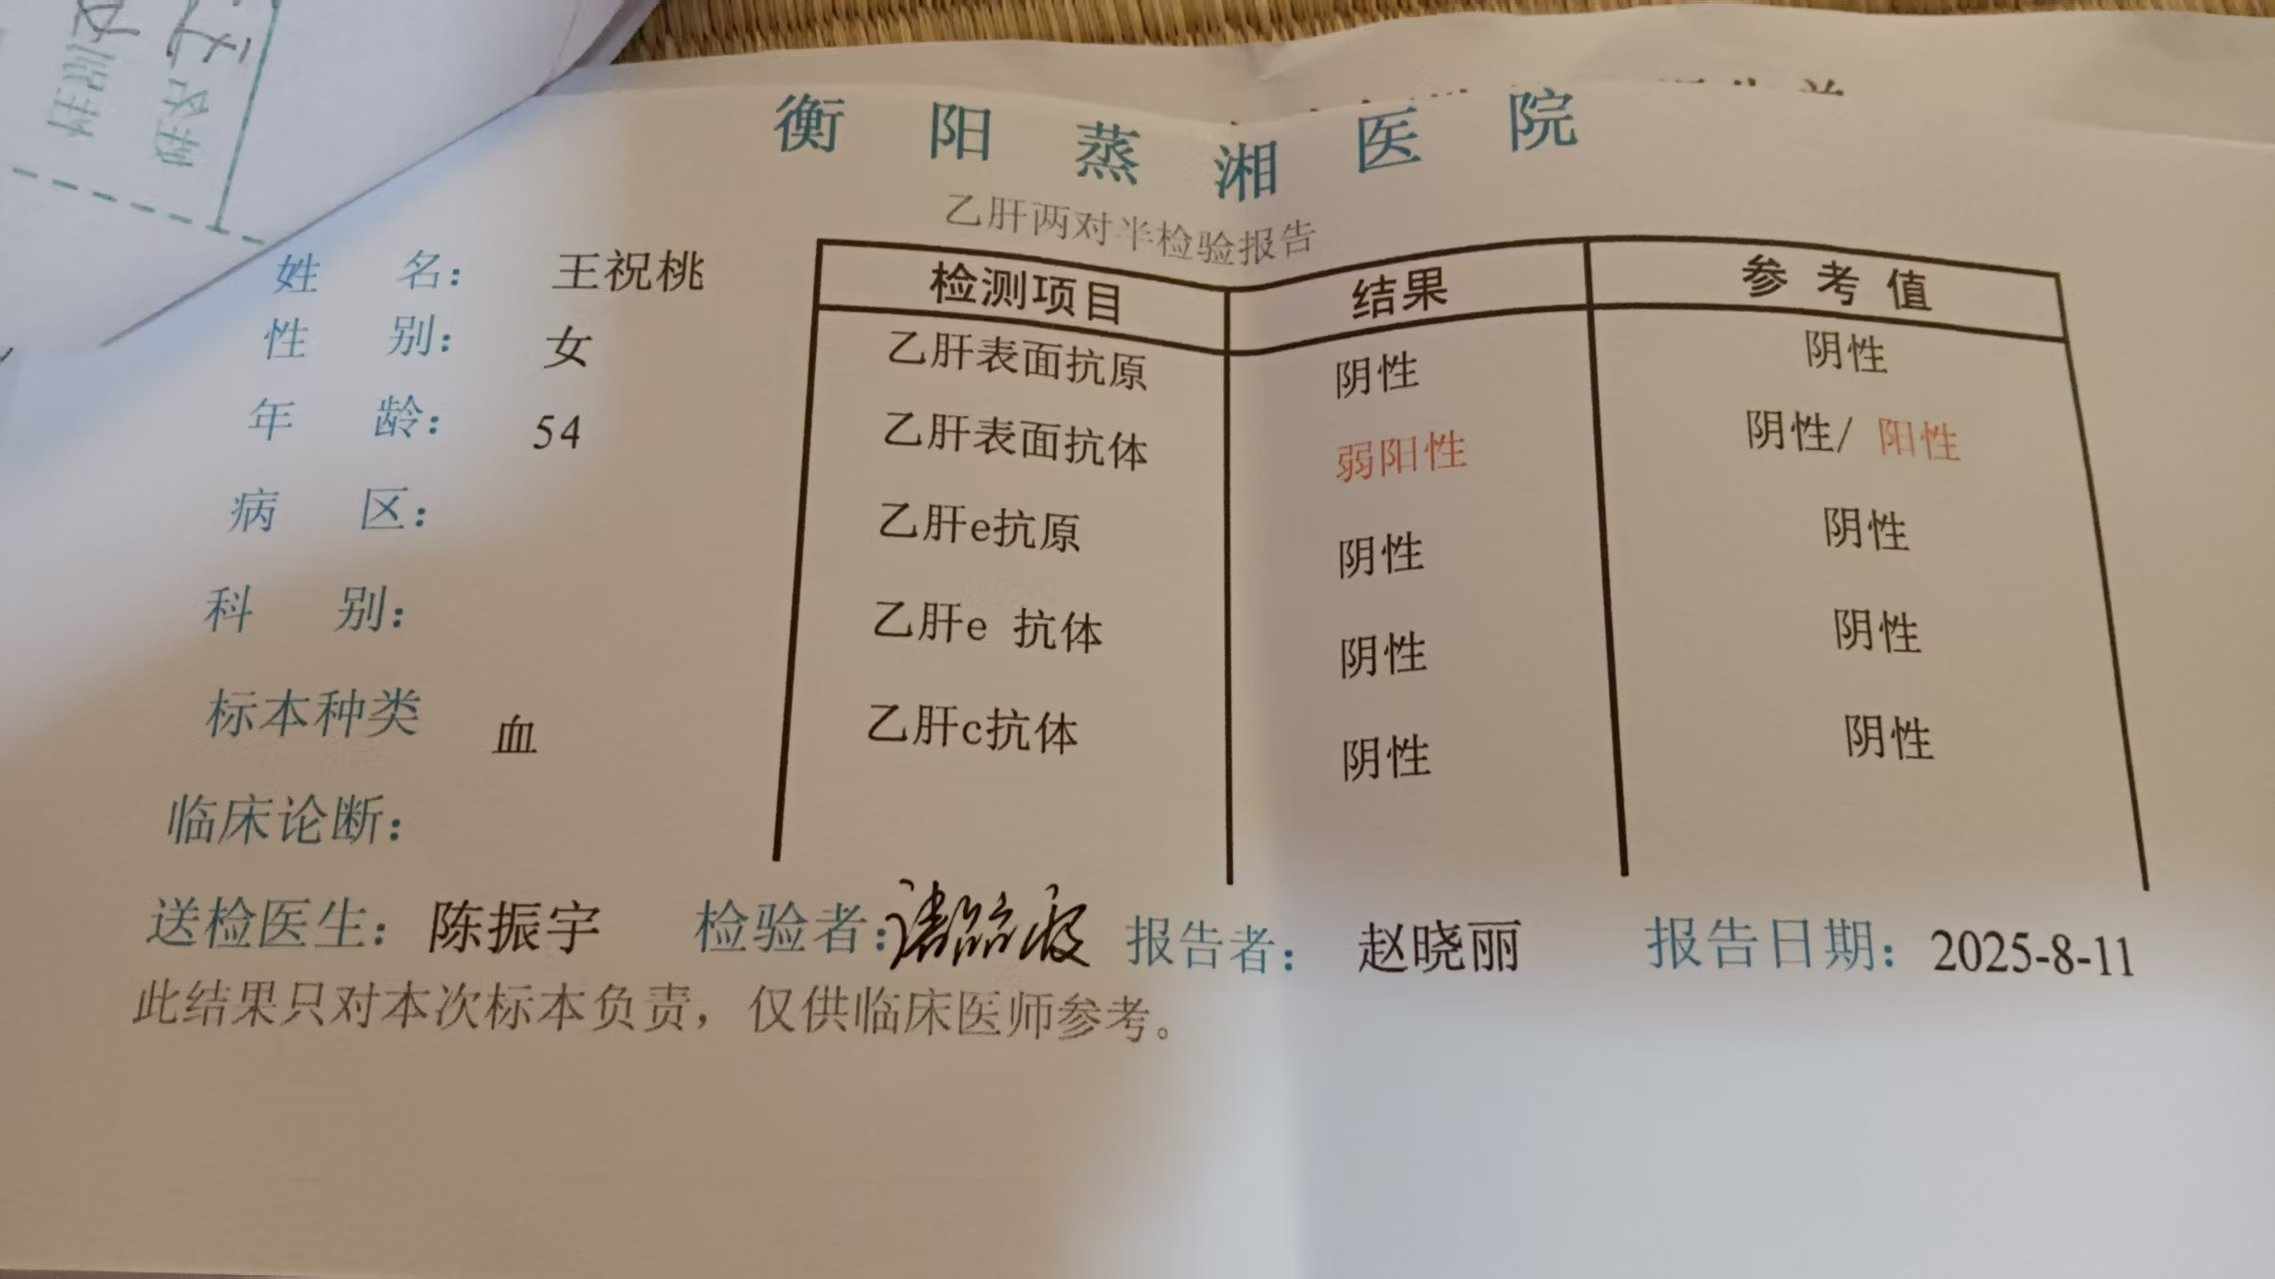 衡阳蒸湘医院
乙肝两对半检验报告
姓 名： 王祝桃
性 别： 女
年 龄： 54
病 区：
科 别：
标本种类 血
临床论断：
检测项目 结果 参考值
乙肝表面抗原 阴性 阴性
乙肝表面抗体 弱阳性 阴性/ 阳性
乙肝e抗原 阴性 阴性
乙肝e 抗体 阴性 阴性
乙肝c抗体 阴性 阴性
送检医生：陈振宇 检验者： 报告者： 赵晓丽 报告日期：2025-8-11
此结果只对本次标本负责，仅供临床医师参考。